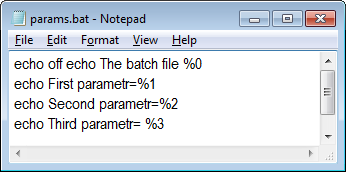 params.bat - Notepad
File Edit Format View Help
echo off echo The batch file %0
echo First parametr=%1
echo Second parametr=%2
echo Third parametr= %3